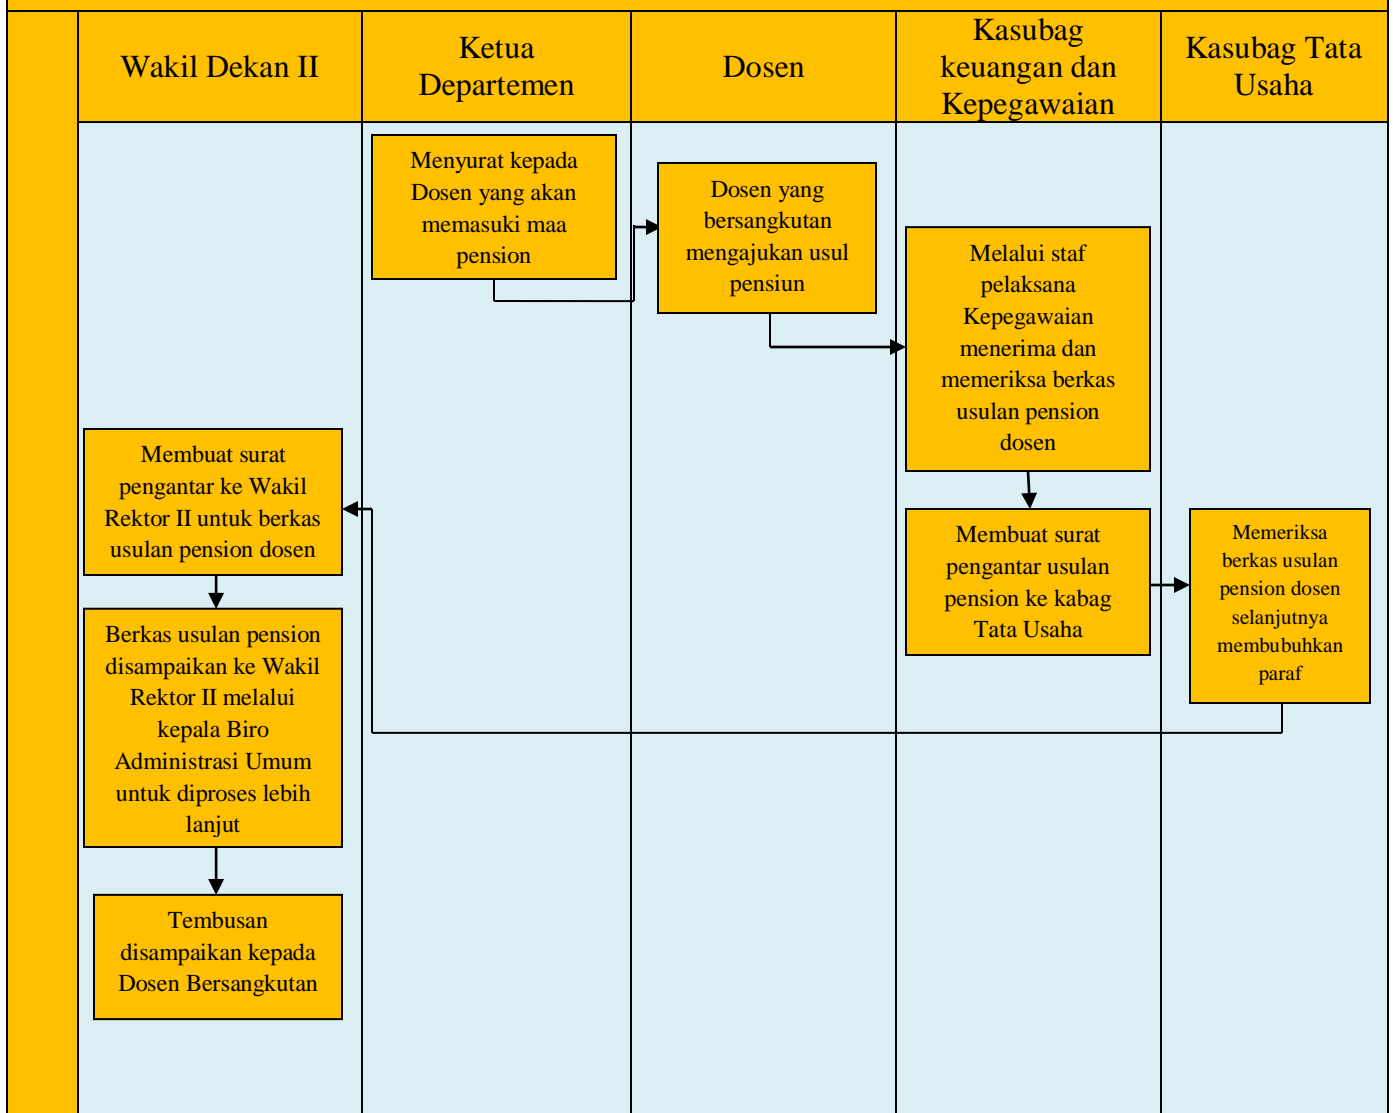 Wakil Dekan II
Ketua
Departemen
Dosen
Kasubag
keuangan dan
Kepegawaian
Kasubag Tata
Usaha
Menyurat kepada
Dosen yang akan
memasuki maa
pension
Dosen yang
bersangkutan
mengajukan usul
pensiun
Melalui staf
pelaksana
Kepegawaian
menerima dan
memeriksa berkas
usulan pension
dosen
Membuat surat
pengantar usulan
pension ke kabag
Tata Usaha
Memeriksa
berkas usulan
pension dosen
selanjutnya
membubuhkan
paraf
Membuat surat
pengantar ke Wakil
Rektor II untuk berkas
usulan pension dosen
Berkas usulan pension
disampaikan ke Wakil
Rektor II melalui
kepala Biro
Administrasi Umum
untuk diproses lebih
lanjut
Tembusan
disampaikan kepada
Dosen Bersangkutan